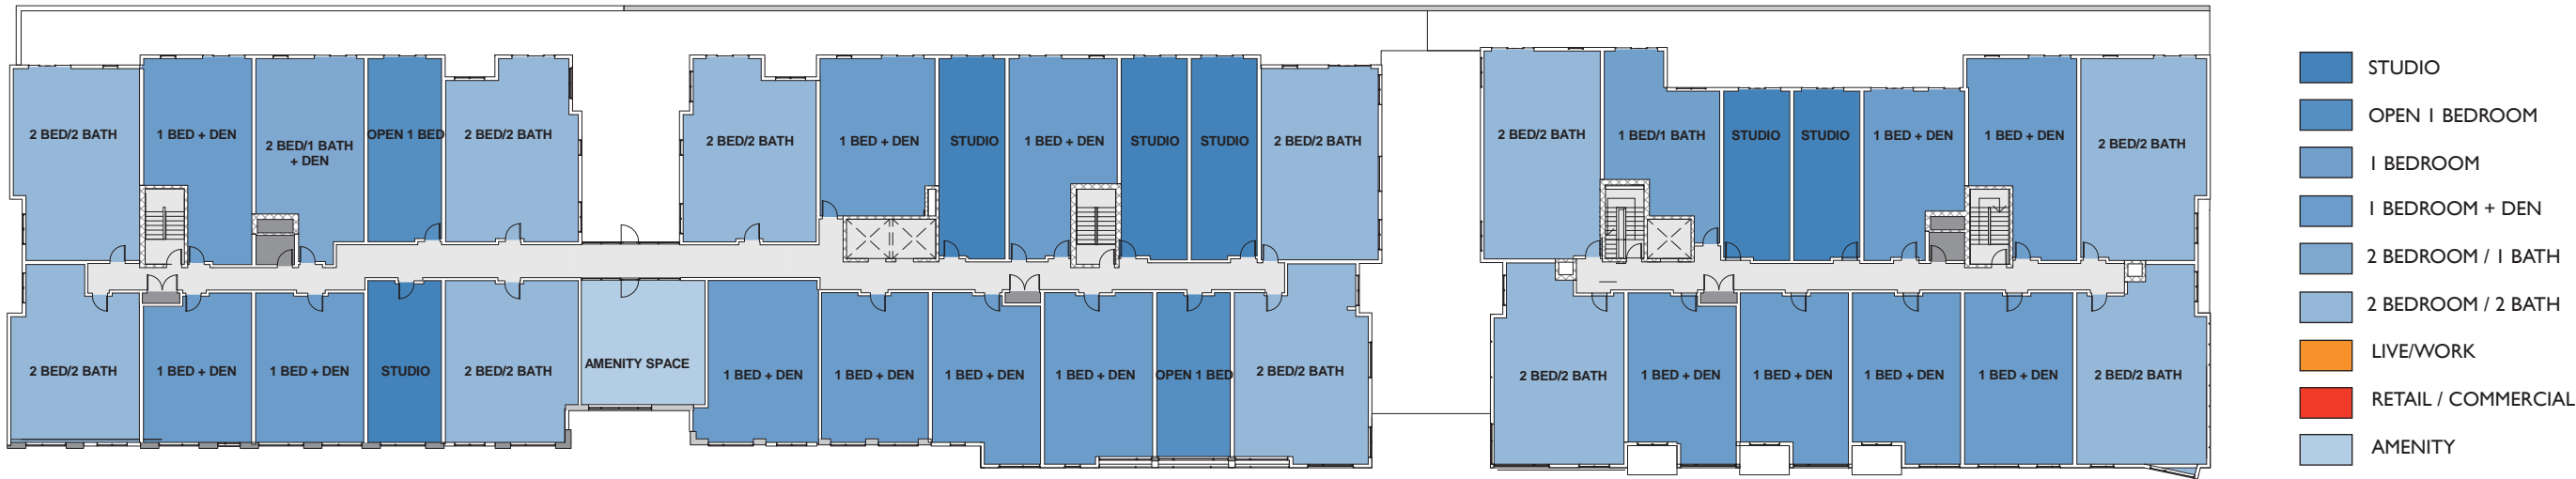 2 BED/2 BATH
1 BED + DEN
2 BED/1 BATH
+ DEN
OPEN 1 BED
2 BED/2 BATH
2 BED/2 BATH
1 BED + DEN
STUDIO
1 BED + DEN
STUDIO
STUDIO
2 BED/2 BATH
2 BED/2 BATH
1 BED/1 BATH
STUDIO
STUDIO
1 BED + DEN
1 BED + DEN
2 BED/2 BATH
2 BED/2 BATH
1 BED + DEN
1 BED + DEN
STUDIO
2 BED/2 BATH
AMENITY SPACE
1 BED + DEN
1 BED + DEN
1 BED + DEN
1 BED + DEN
OPEN 1 BED
2 BED/2 BATH
2 BED/2 BATH
1 BED + DEN
1 BED + DEN
1 BED + DEN
1 BED + DEN
2 BED/2 BATH
STUDIO
OPEN 1 BEDROOM
1 BEDROOM
1 BEDROOM + DEN
2 BEDROOM / 1 BATH
2 BEDROOM / 2 BATH
LIVE/WORK
RETAIL / COMMERCIAL
AMENITY